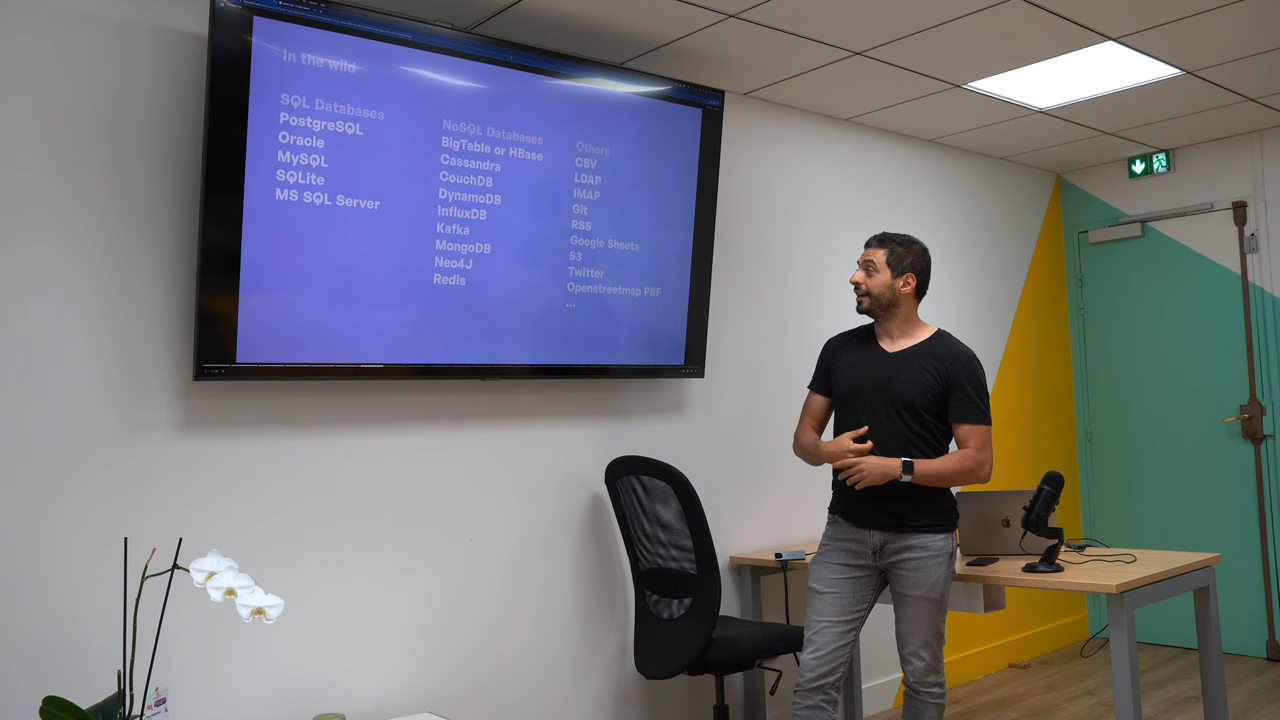 In the wild
SQL Databases
PostgreSQL
Oracle
MySQL
SQLite
MS SQL Server
NoSQL Databases
BigTable or HBase
Cassandra
CouchDB
DynamoDB
InfluxDB
Kafka
MongoDB
Neo4J
Redis
Others
CSV
LDAP
IMAP
Git
RSS
Google Sheets
S3
Twitter
Openstreetmap PBF
...